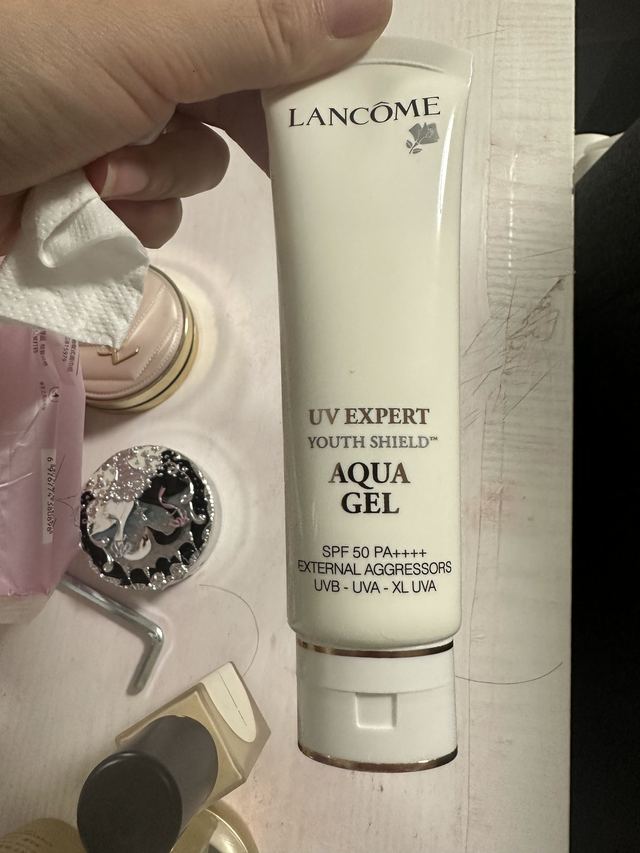 LANCÔME
UV EXPERT
YOUTH SHIELD™
AQUA
GEL
SPF 50 PA++++
EXTERNAL AGGRESSORS
UVB - UVA - XL UVA